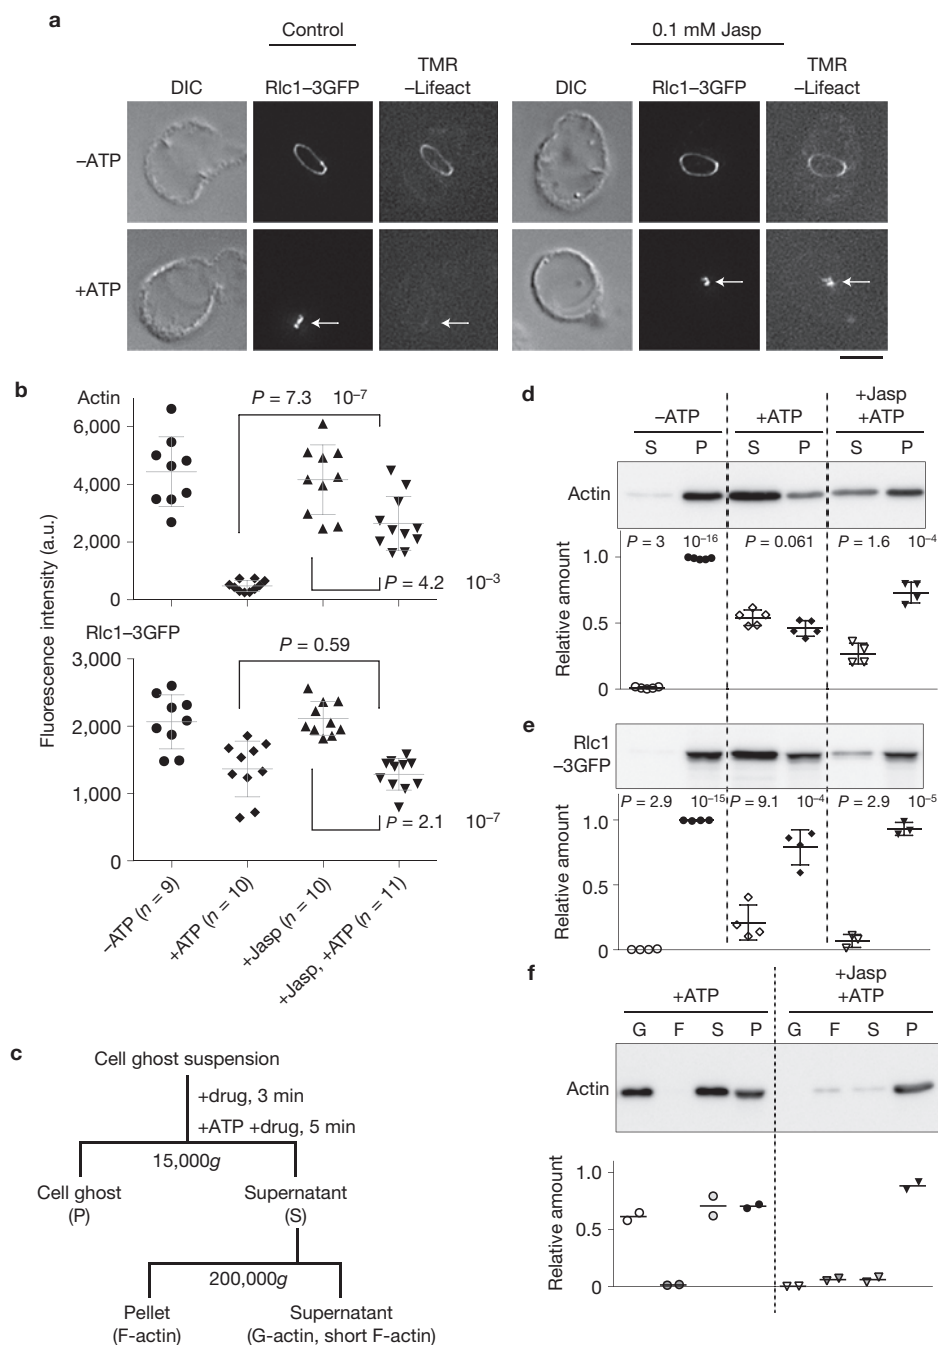 a
Control
0.1 mM Jasp
DIC
Rlc1–3GFP
TMR
–Lifeact
DIC
Rlc1–3GFP
TMR
–Lifeact
–ATP
+ATP
b
Actin
P = 7.3 10–7
6,000
4,000
2,000
0
P = 4.2 10–3
Rlc1–3GFP
P = 0.59
3,000
2,000
1,000
0
P = 2.1 10–7
Fluorescence intensity (a.u.)
–ATP (n = 9)
+ATP (n = 10)
+Jasp (n = 10)
+Jasp, +ATP (n = 11)
c
Cell ghost suspension
+drug, 3 min
+ATP +drug, 5 min
15,000g
Cell ghost
(P)
Supernatant
(S)
200,000g
Pellet
(F-actin)
Supernatant
(G-actin, short F-actin)
d
–ATP
+ATP
+Jasp
+ATP
S P S P S P
Actin
P = 3 10–16 P = 0.061 P = 1.6 10–4
1.0
0.5
0
Relative amount
e
Rlc1
–3GFP
P = 2.9 10–15 P = 9.1 10–4 P = 2.9 10–5
1.0
0.5
0
Relative amount
f
+ATP
+Jasp
+ATP
G F S P G F S P
Actin
1.0
0.5
0
Relative amount